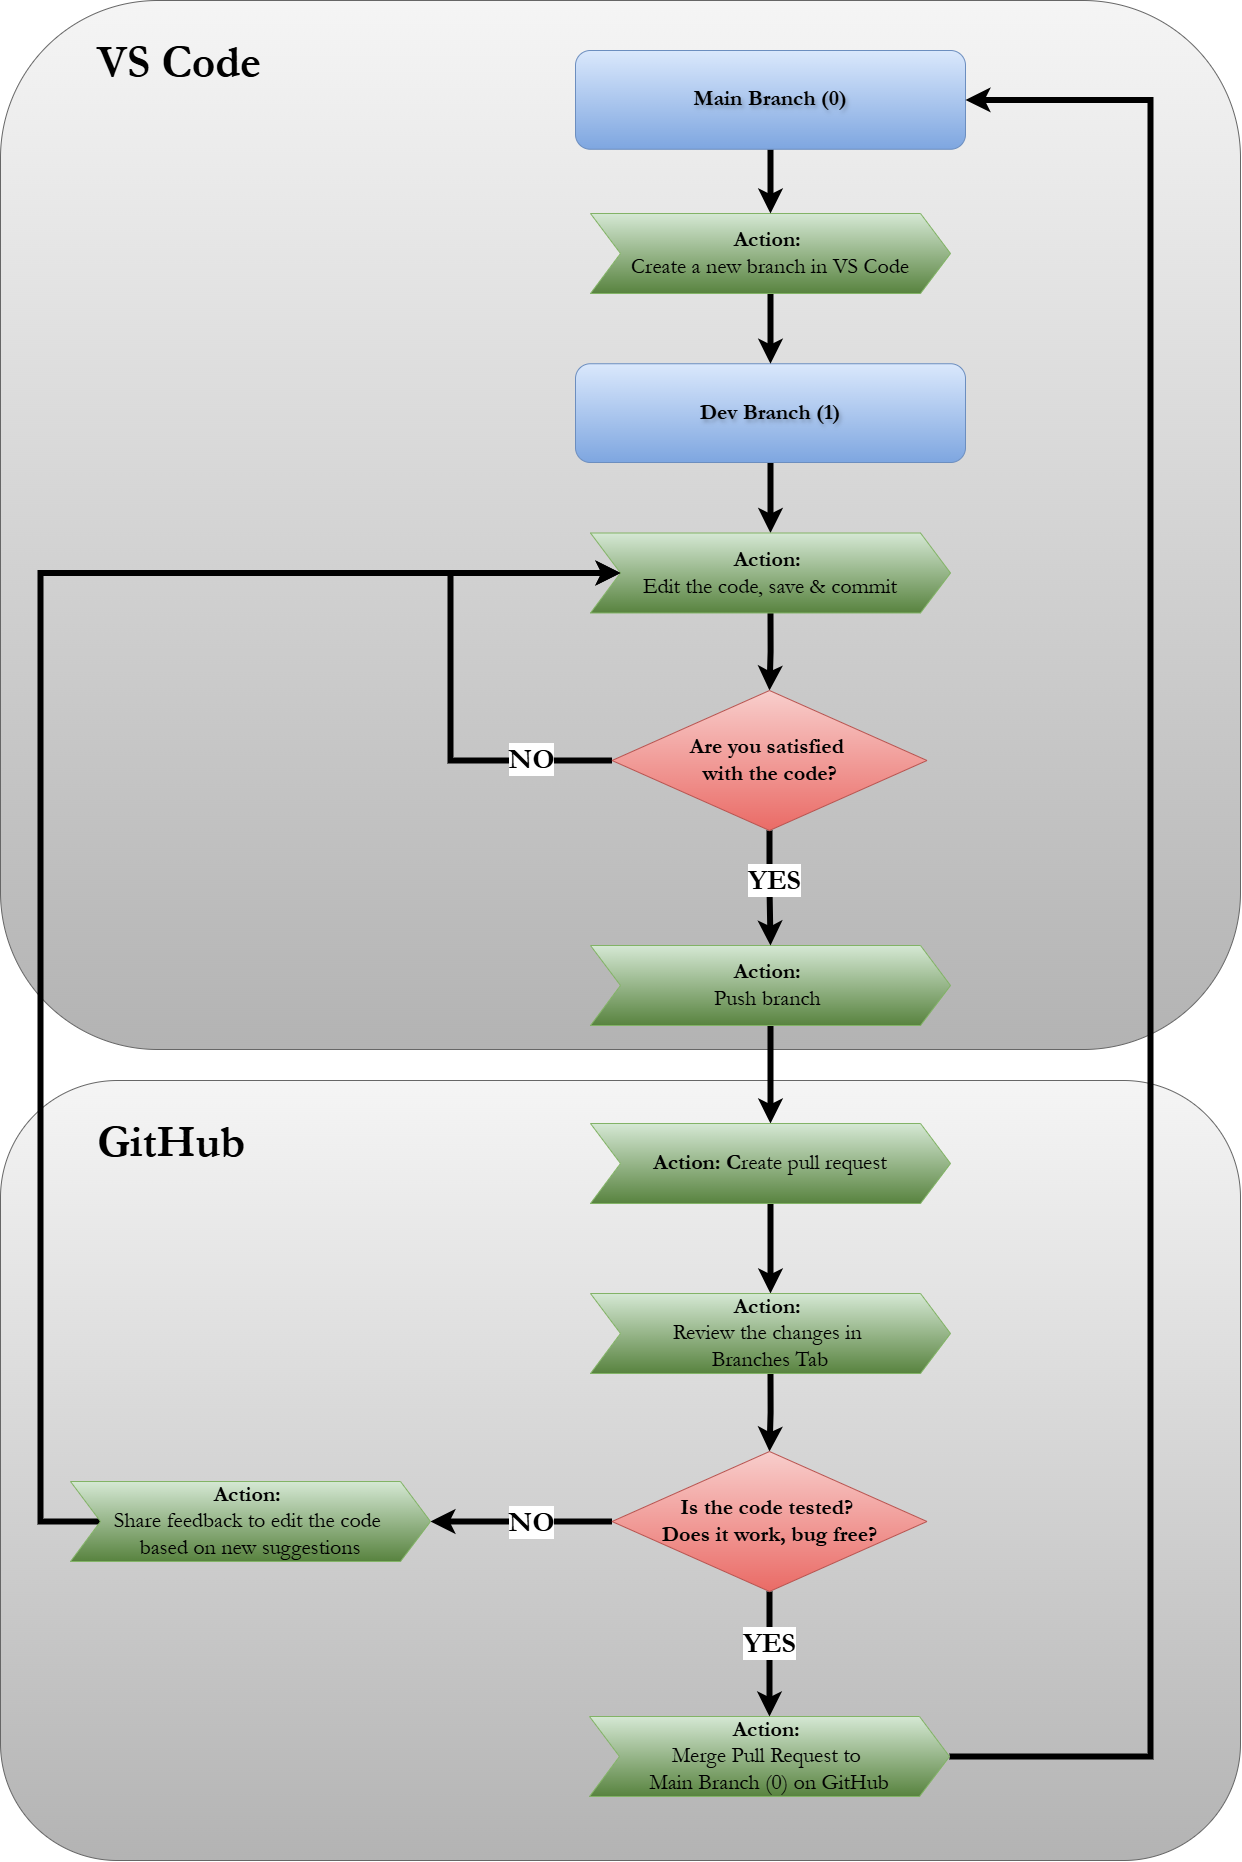 VS Code
Main Branch (0)
Action:
Create a new branch in VS Code
Dev Branch (1)
Action:
Edit the code, save & commit
Are you satisfied
with the code?
NO
YES
Action:
Push branch
GitHub
Action: Create pull request
Action:
Review the changes in
Branches Tab
Is the code tested?
Does it work, bug free?
NO
Action:
Share feedback to edit the code
based on new suggestions
YES
Action:
Merge Pull Request to
Main Branch (0) on GitHub